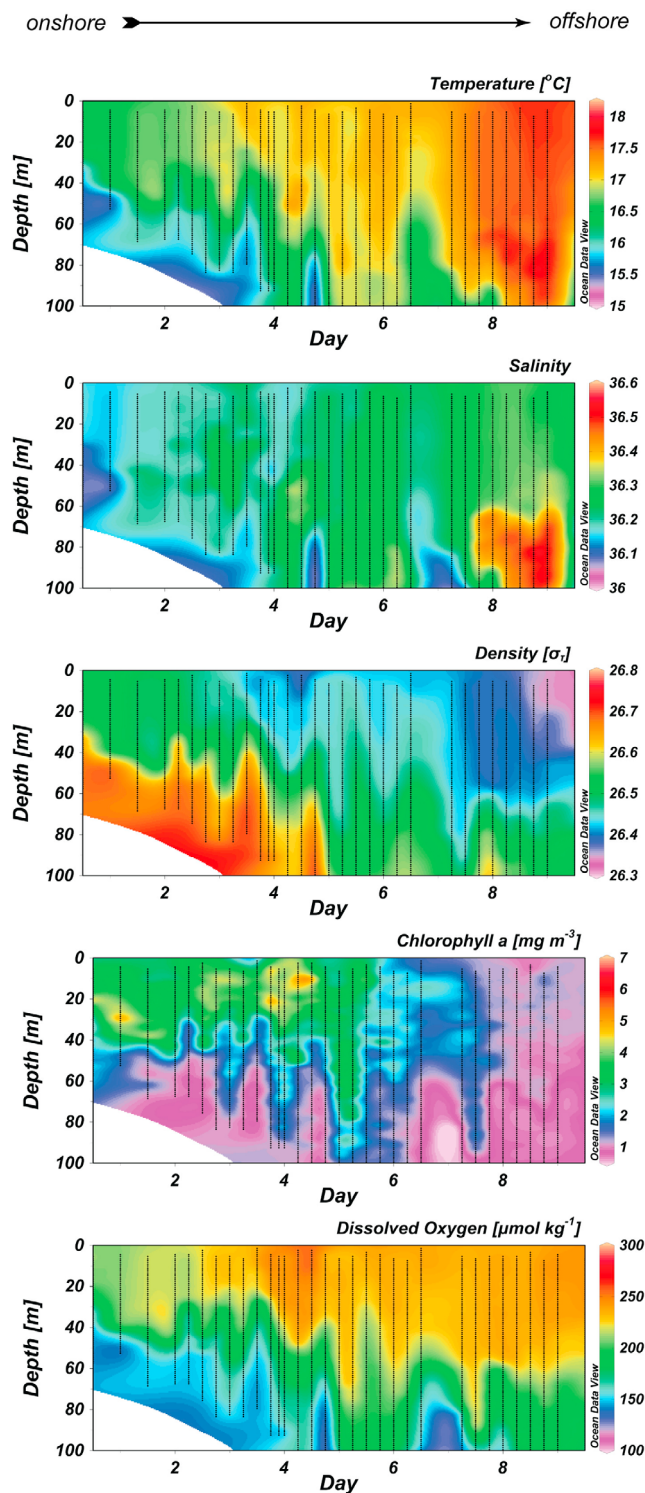 onshore offshore
Temperature [°C]
0
20
40
60
80
100
Depth [m]
2 4 6 8
Day
18
17.5
17
16.5
16
15.5
15
Ocean Data View
Salinity
0
20
40
60
80
100
Depth [m]
2 4 6 8
Day
36.6
36.5
36.4
36.3
36.2
36.1
36
Ocean Data View
Density [στ]
0
20
40
60
80
100
Depth [m]
2 4 6 8
Day
26.8
26.7
26.6
26.5
26.4
26.3
Ocean Data View
Chlorophyll a [mg m⁻³]
0
20
40
60
80
100
Depth [m]
2 4 6 8
Day
7
6
5
4
3
2
1
Ocean Data View
Dissolved Oxygen [µmol kg⁻¹]
0
20
40
60
80
100
Depth [m]
2 4 6 8
Day
300
250
200
150
100
Ocean Data View